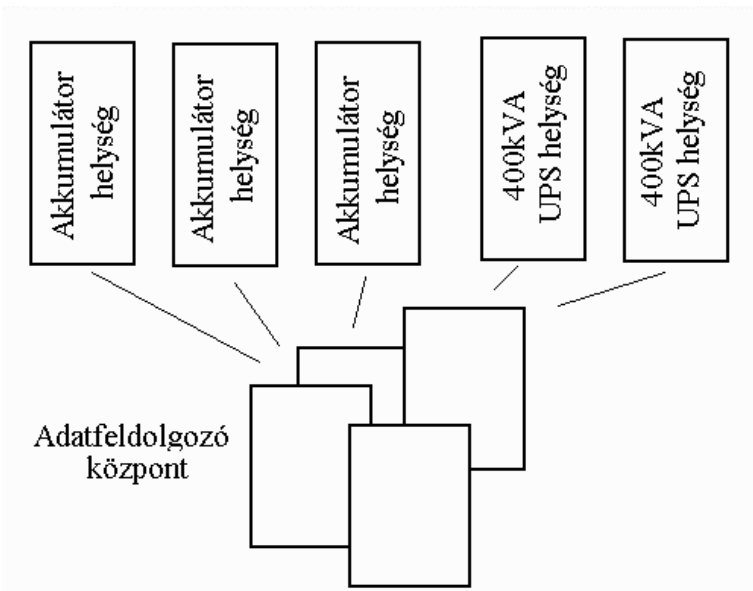 Akkumulátor
helység
Akkumulátor
helység
Akkumulátor
helység
400kVA
UPS helység
400kVA
UPS helység
Adatfeldolgozó
központ